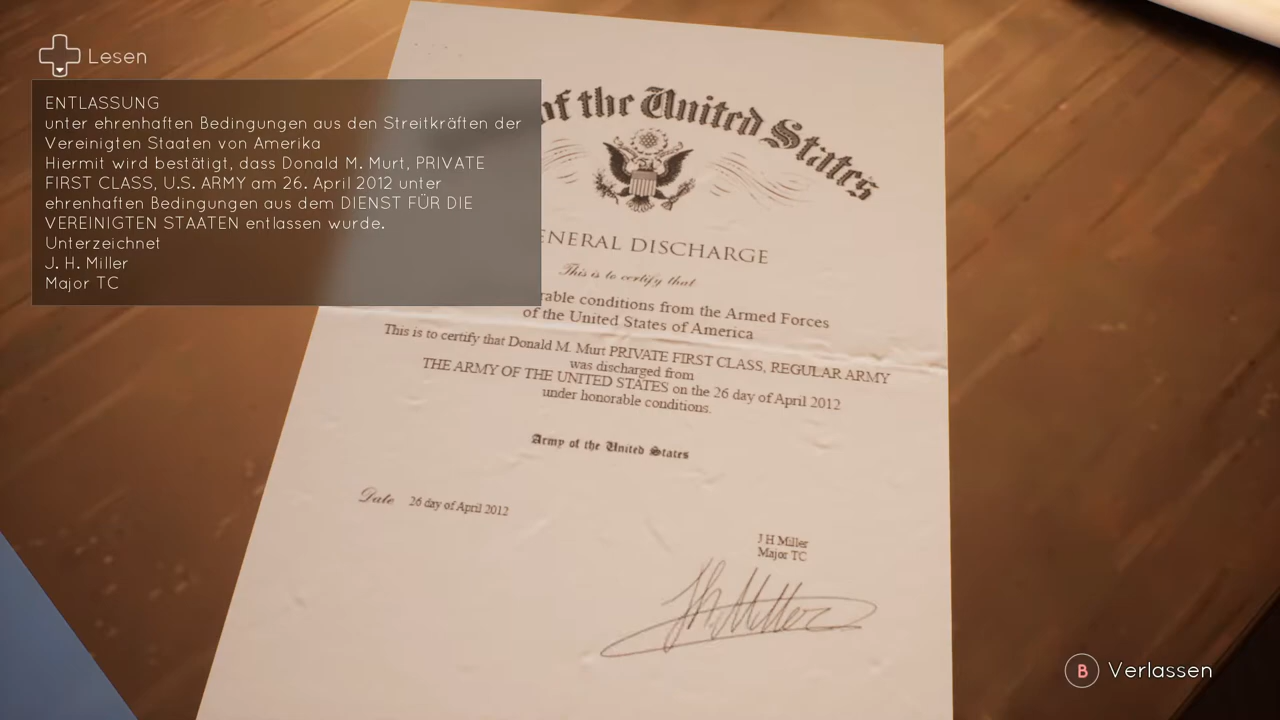 Lesen
ENTLASSUNG
unter ehrenhaften Bedingungen aus den Streitkräften der
Vereinigten Staaten von Amerika
Hiermit wird bestätigt, dass Donald M. Murt, PRIVATE
FIRST CLASS, U.S. ARMY am 26. April 2012 unter
ehrenhaften Bedingungen aus dem DIENST FÜR DIE
VEREINIGTEN STAATEN entlassen wurde.
Unterzeichnet
J. H. Miller
Major TC
of the United States
ENERAL DISCHARGE
This is to certify that
rable conditions from the Armed Forces
of the United States of America
This is to certify that Donald M. Murt PRIVATE FIRST CLASS, REGULAR ARMY
was discharged from
THE ARMY OF THE UNITED STATES on the 26 day of April 2012
under honorable conditions.
Army of the United States
Date 26 day of April 2012
J H Miller
Major TC
J h Miller
B Verlassen